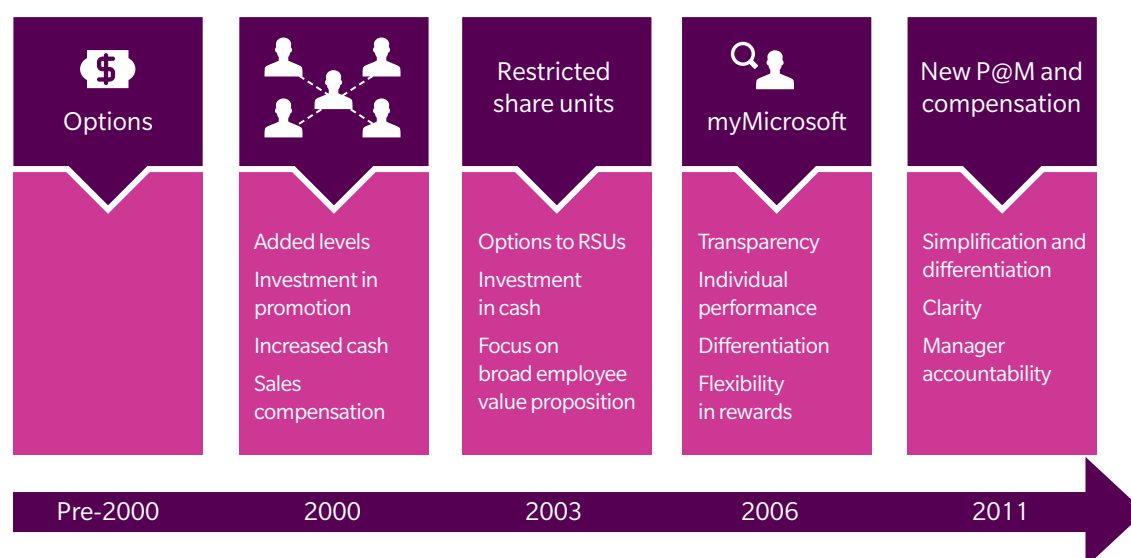 $
Options
Restricted
share units
myMicrosoft
New P@M and
compensation
Added levels
Investment in
promotion
Increased cash
Sales
compensation
Options to RSUs
Investment
in cash
Focus on
broad employee
value proposition
Transparency
Individual
performance
Differentiation
Flexibility
in rewards
Simplification and
differentiation
Clarity
Manager
accountability
Pre-2000
2000
2003
2006
2011